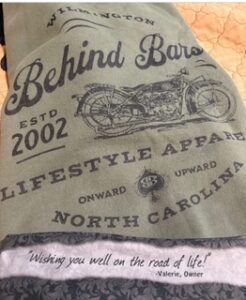 WILMINGTON
Behind Bars
ESTD
2002
LIFESTYLE APPARE
ONWARD UPWARD
NORTH CAROLINA
"Wishing you well on the road of life!"
-Valerie, Owner